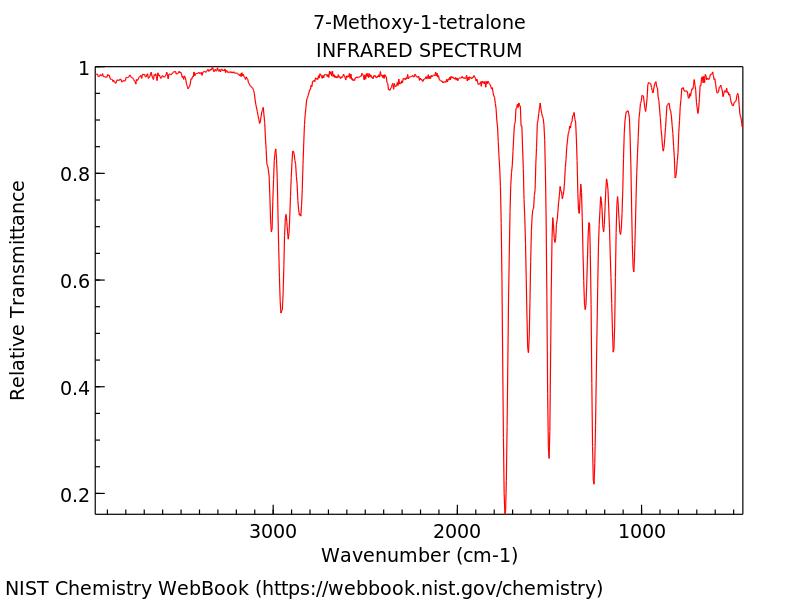 7-Methoxy-1-tetralone
INFRARED SPECTRUM
1
0.8
0.6
0.4
0.2
Relative Transmittance
3000 2000 1000
Wavenumber (cm-1)
NIST Chemistry WebBook (https://webbook.nist.gov/chemistry)